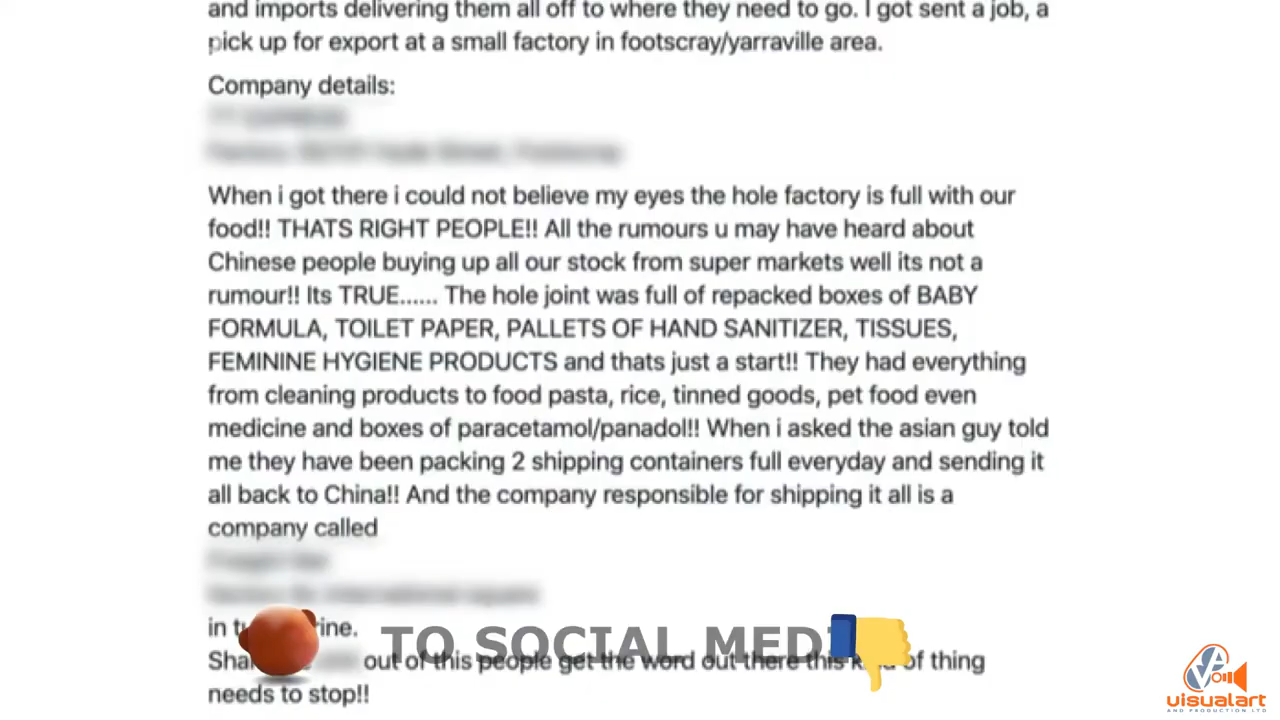 and imports delivering them all off to where they need to go. I got sent a job, a
pick up for export at a small factory in footscray/yarraville area.
Company details:
When i got there i could not believe my eyes the hole factory is full with our
food!! THATS RIGHT PEOPLE!! All the rumours u may have heard about
Chinese people buying up all our stock from super markets well its not a
rumour!! Its TRUE...... The hole joint was full of repacked boxes of BABY
FORMULA, TOILET PAPER, PALLETS OF HAND SANITIZER, TISSUES,
FEMININE HYGIENE PRODUCTS and thats just a start!! They had everything
from cleaning products to food pasta, rice, tinned goods, pet food even
medicine and boxes of paracetamol/panadol!! When i asked the asian guy told
me they have been packing 2 shipping containers full everyday and sending it
all back to China!! And the company responsible for shipping it all is a
company called
in
TO SOCIAL
out of this people get the word out there this of thing
needs to stop!!
VISUALART
AND PRODUCTION LTD